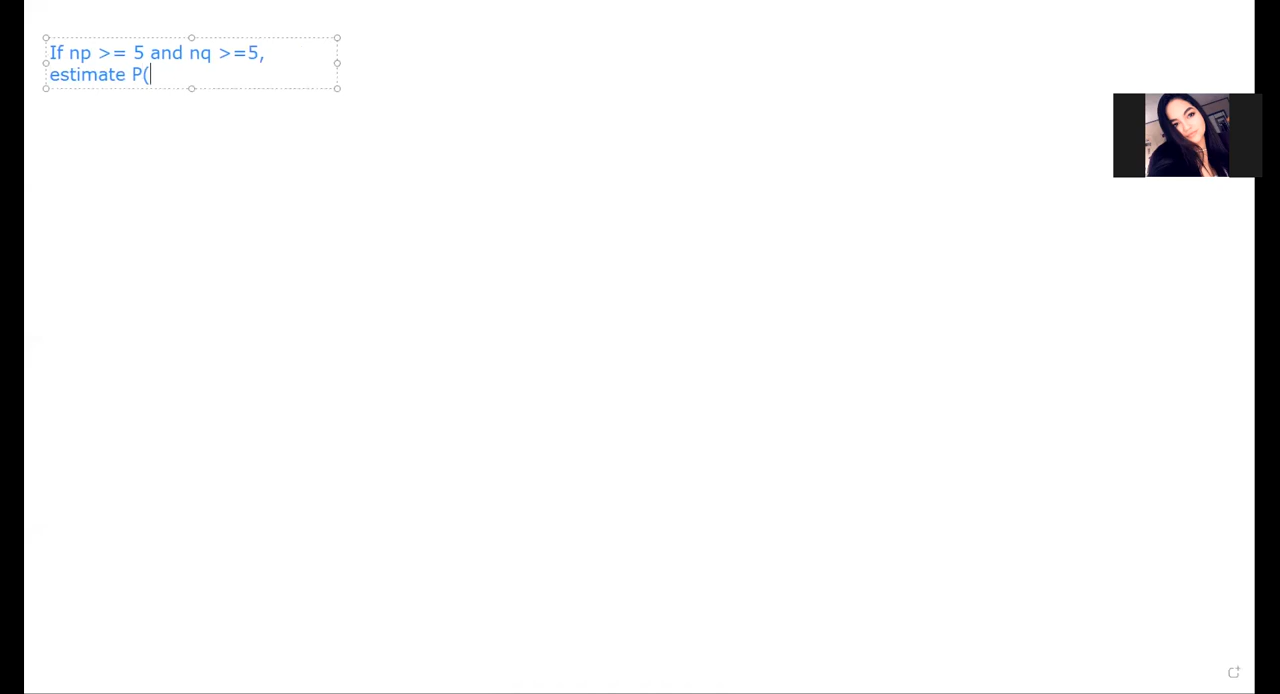 If np >= 5 and nq >=5,
estimate P(